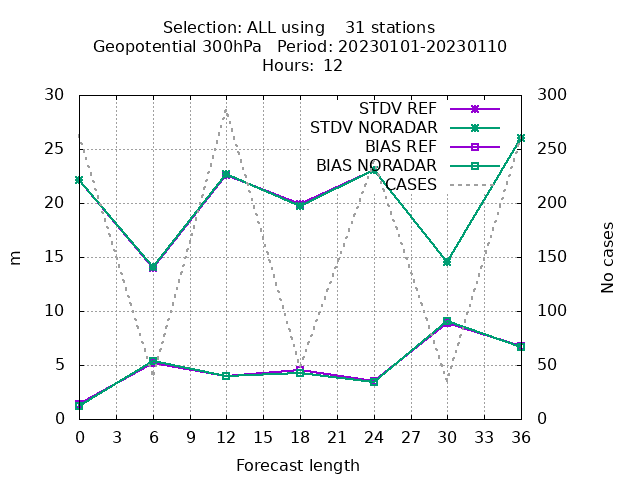 Selection: ALL using    31 stations
Geopotential 300hPa   Period: 20230101-20230110
Hours: 12
30
25
20
15
10
5
0
m
300
250
200
150
100
50
0
No cases
STDV REF
STDV NORADAR
BIAS REF
BIAS NORADAR
CASES
0 3 6 9 12 15 18 21 24 27 30 33 36
Forecast length